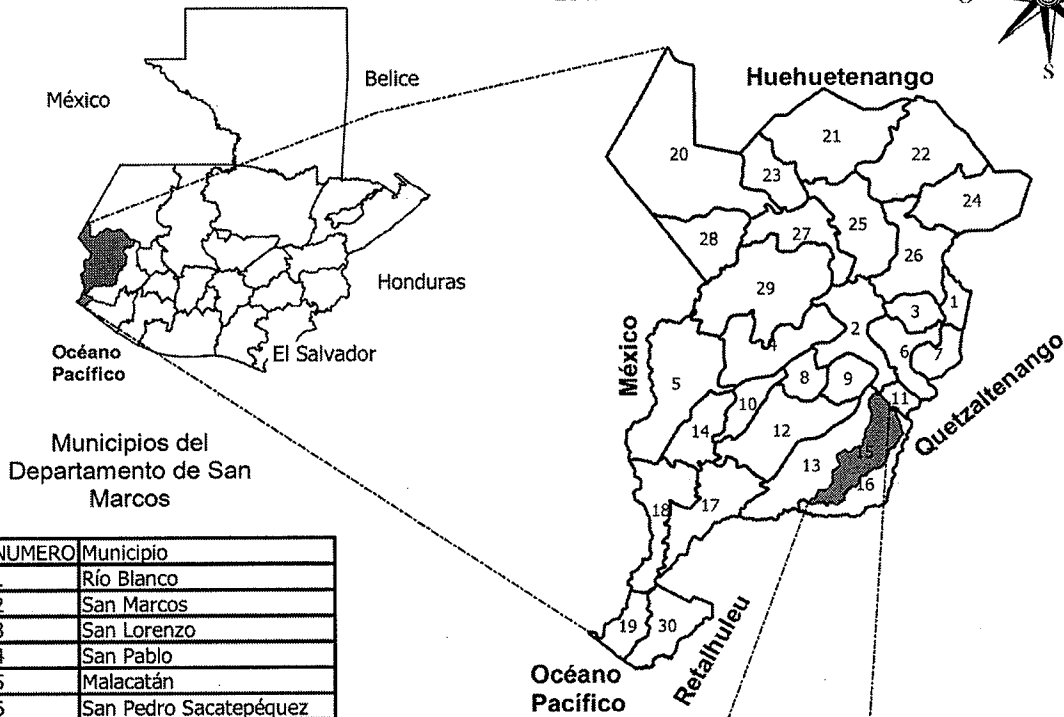 México
Belice
Honduras
El Salvador
Océano
Pacífico
Municipios del
Departamento de San
Marcos
NUMERO Municipio
Río Blanco
San Marcos
San Lorenzo
San Pablo
Malacatán
San Pedro Sacatepéquez
S
Huehuetenango
México
Quetzaltenango
Retalhuleu
Océano
Pacífico
20
21
22
23
24
25
26
27
28
29
1
2
3
4
5
6
7
8
9
10
11
12
13
14
15
16
17
18
19
30